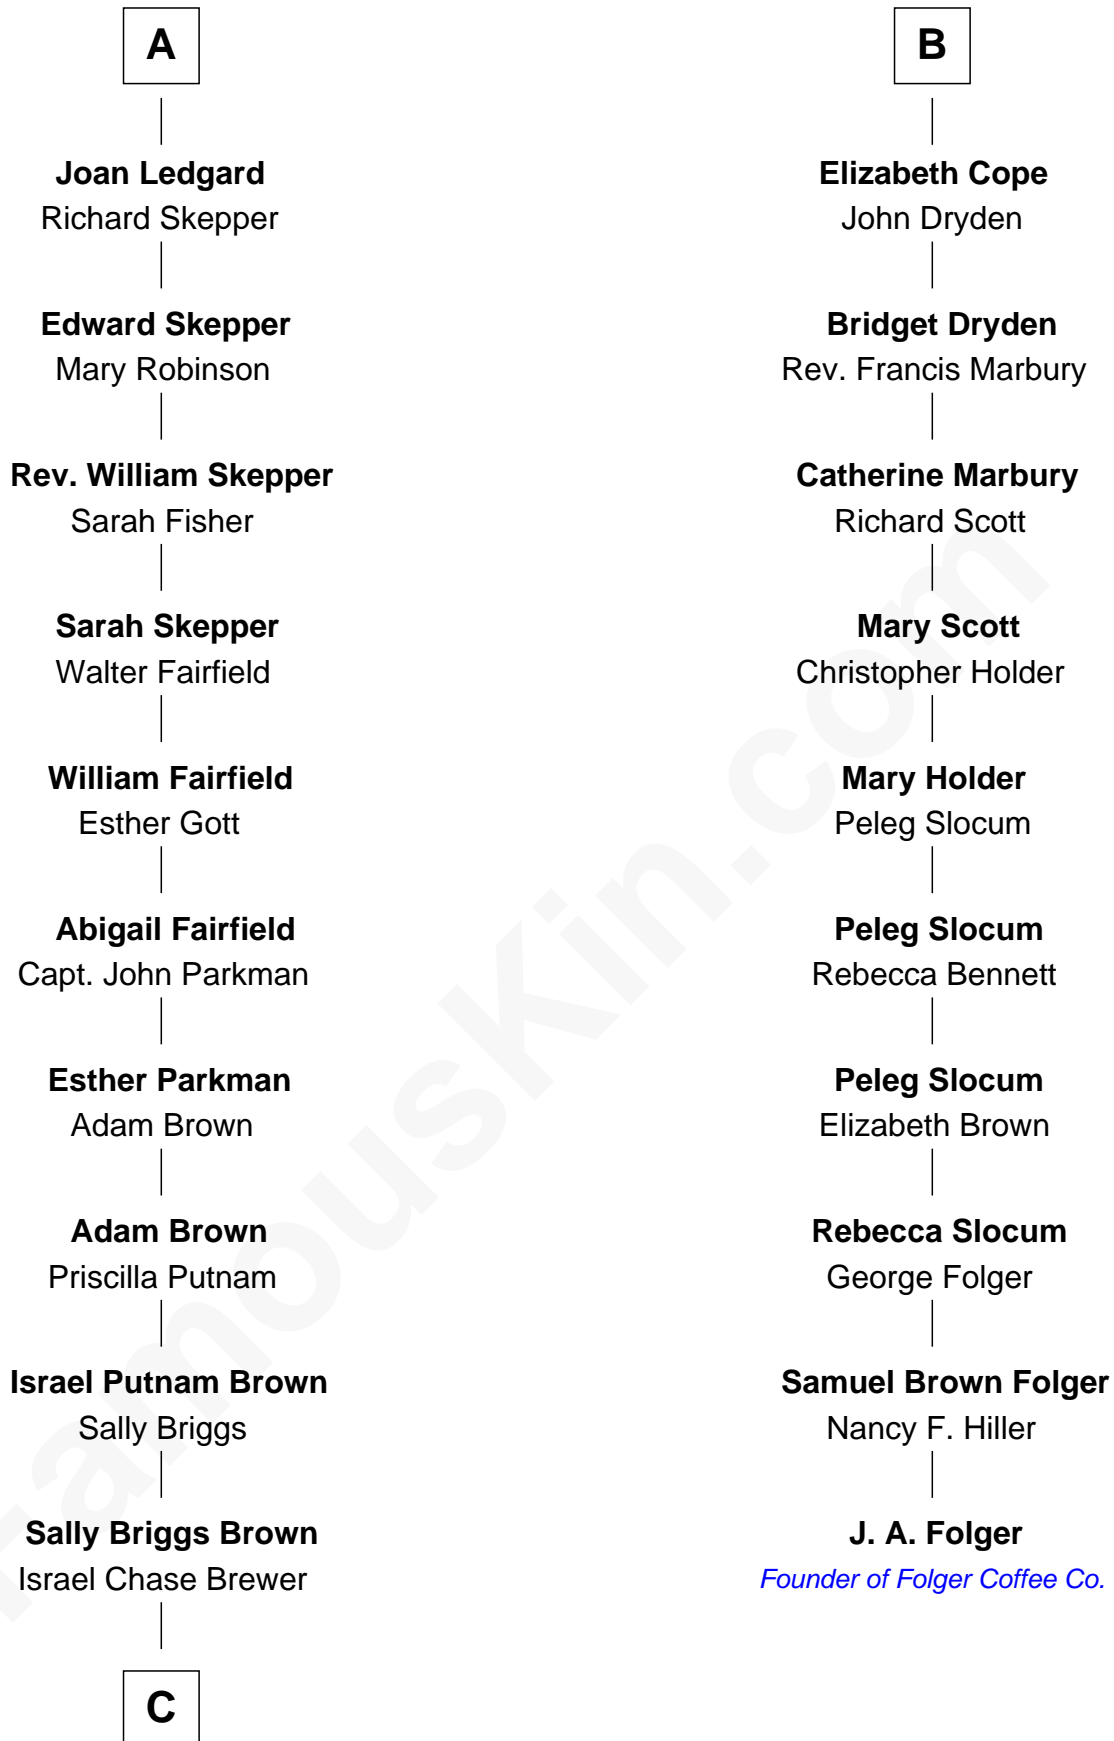 A
Joan Ledgard
Richard Skepper
Edward Skepper
Mary Robinson
Rev. William Skepper
Sarah Fisher
Sarah Skepper
Walter Fairfield
William Fairfield
Esther Gott
Abigail Fairfield
Capt. John Parkman
Esther Parkman
Adam Brown
Adam Brown
Priscilla Putnam
Israel Putnam Brown
Sally Briggs
Sally Briggs Brown
Israel Chase Brewer
C
B
Elizabeth Cope
John Dryden
Bridget Dryden
Rev. Francis Marbury
Catherine Marbury
Richard Scott
Mary Scott
Christopher Holder
Mary Holder
Peleg Slocum
Peleg Slocum
Rebecca Bennett
Peleg Slocum
Elizabeth Brown
Rebecca Slocum
George Folger
Samuel Brown Folger
Nancy F. Hiller
J. A. Folger
Founder of Folger Coffee Co.
FamousKin.com